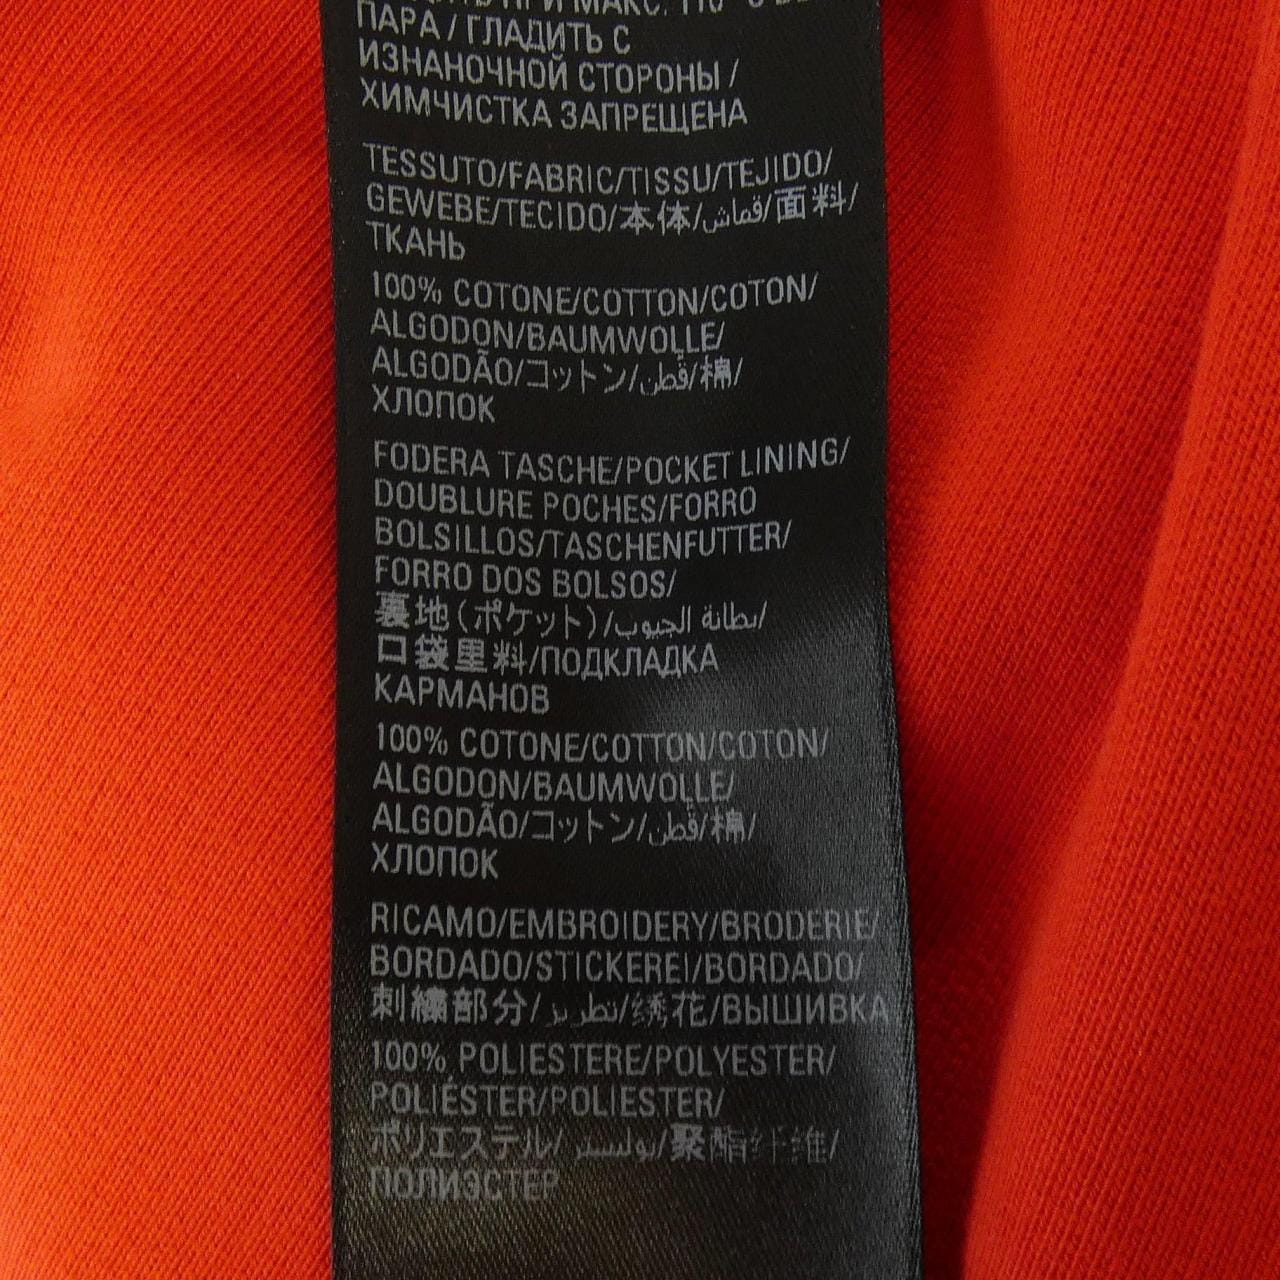 ПРИ МАКС. 110°C
ПАРА / ГЛАДИТЬ С
ИЗНАНОЧНОЙ СТОРОНЫ /
ХИМЧИСТКА ЗАПРЕЩЕНА
TESSUTO/FABRIC/TISSU/TEJIDO/
GEWEBE/TECIDO/本体/قماش/面料/
ТКАНЬ
100% COTONE/COTTON/COTON/
ALGODON/BAUMWOLLE/
ALGODÃO/コットン/قطن/棉/
ХЛОПОК
FODERA TASCHE/POCKET LINING/
DOUBLURE POCHES/FORRO
BOLSILLOS/TASCHENFUTTER/
FORRO DOS BOLSOS/
裏地(ポケット)/بطانة الجيوب/
口袋里料/ПОДКЛАДКА
КАРМАНОВ
100% COTONE/COTTON/COTON/
ALGODON/BAUMWOLLE/
ALGODÃO/コットン/قطن/棉/
ХЛОПОК
RICAMO/EMBROIDERY/BRODERIE/
BORDADO/STICKEREI/BORDADO/
刺繍部分/تطريز/绣花/ВЫШИВКА
100% POLIESTERE/POLYESTER/
POLIÉSTER/POLIESTER/
ポリエステル/بوليستر/聚酯纤维/
ПОЛИЭСТЕР